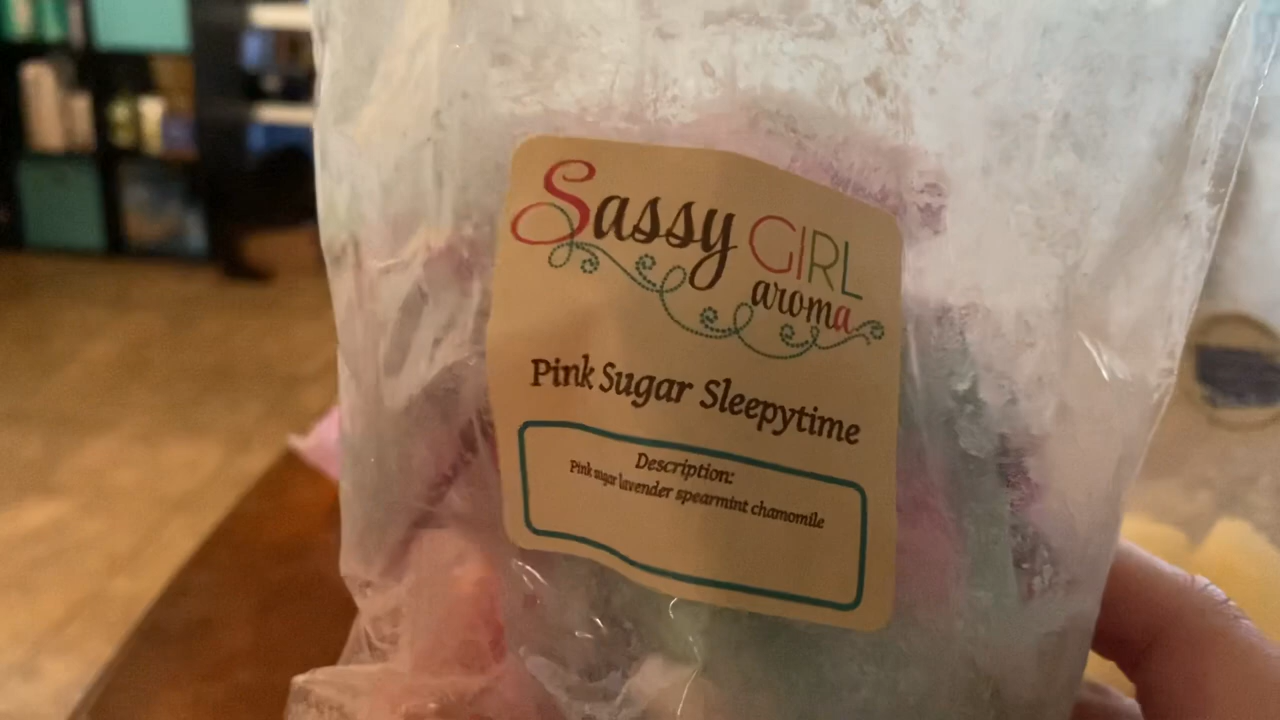 Sassy GIRL
aroma
Pink Sugar Sleepytime
Description:
Pink sugar lavender spearmint chamomile